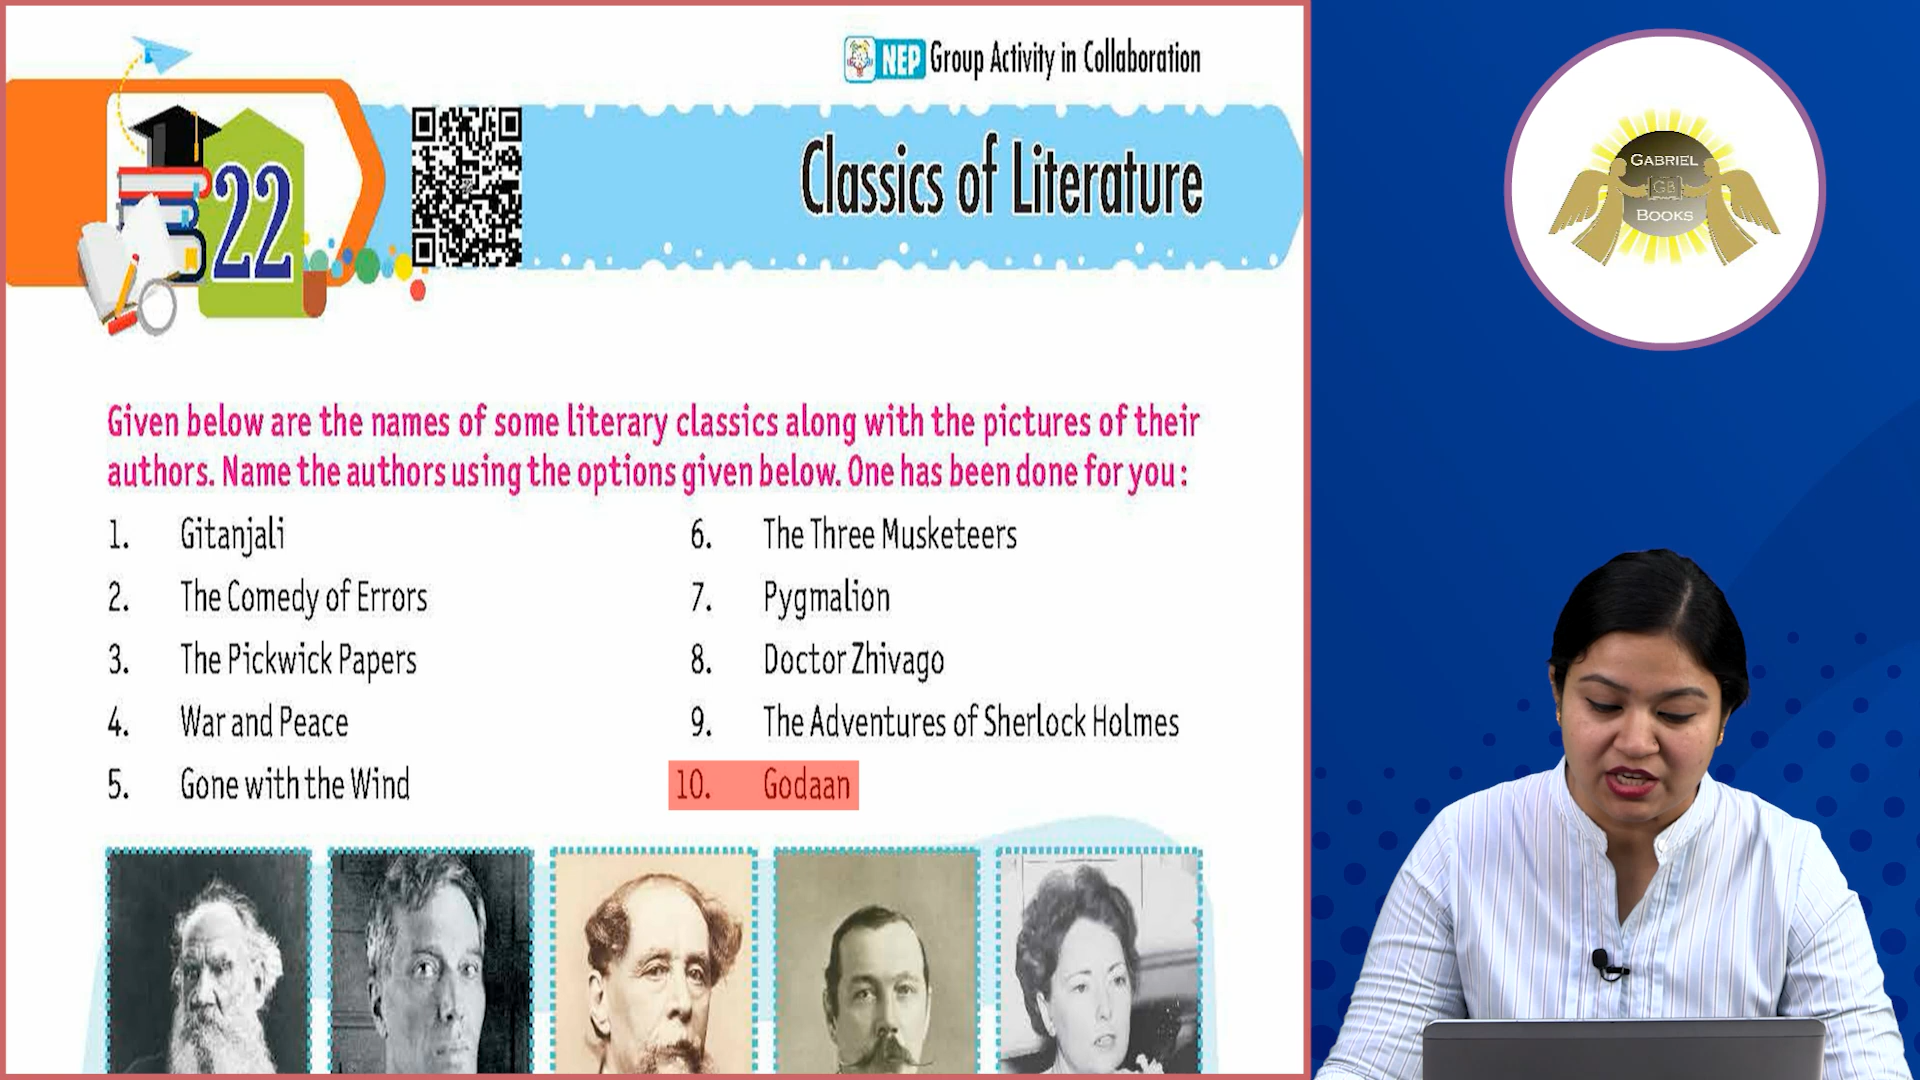 NEP Group Activity in Collaboration
22
Classics of Literature
Given below are the names of some literary classics along with the pictures of their
authors. Name the authors using the options given below. One has been done for you :
1. Gitanjali
2. The Comedy of Errors
3. The Pickwick Papers
4. War and Peace
5. Gone with the Wind
6. The Three Musketeers
7. Pygmalion
8. Doctor Zhivago
9. The Adventures of Sherlock Holmes
10. Godaan
GABRIEL
GB
BOOKS